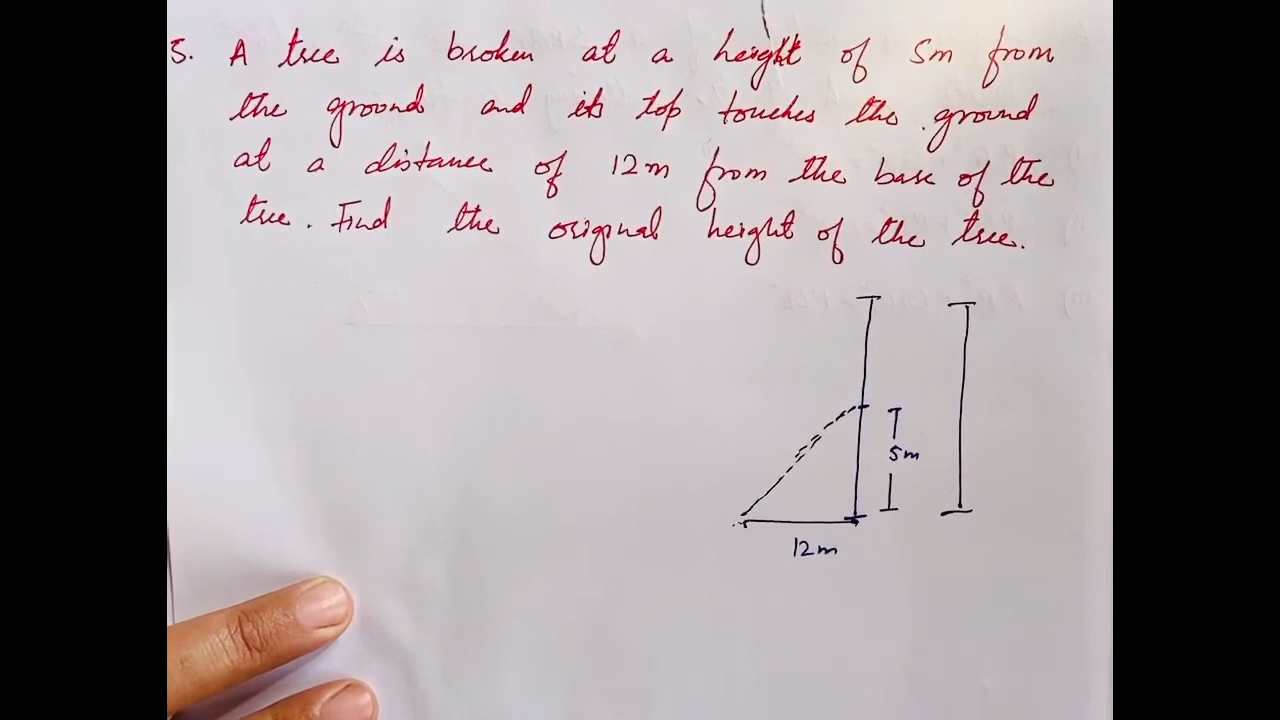 5. A tree is broken at a height of 5m from
the ground and its top touches the ground
at a distance of 12m from the base of the
tree. Find the original height of the tree.
5m
12m